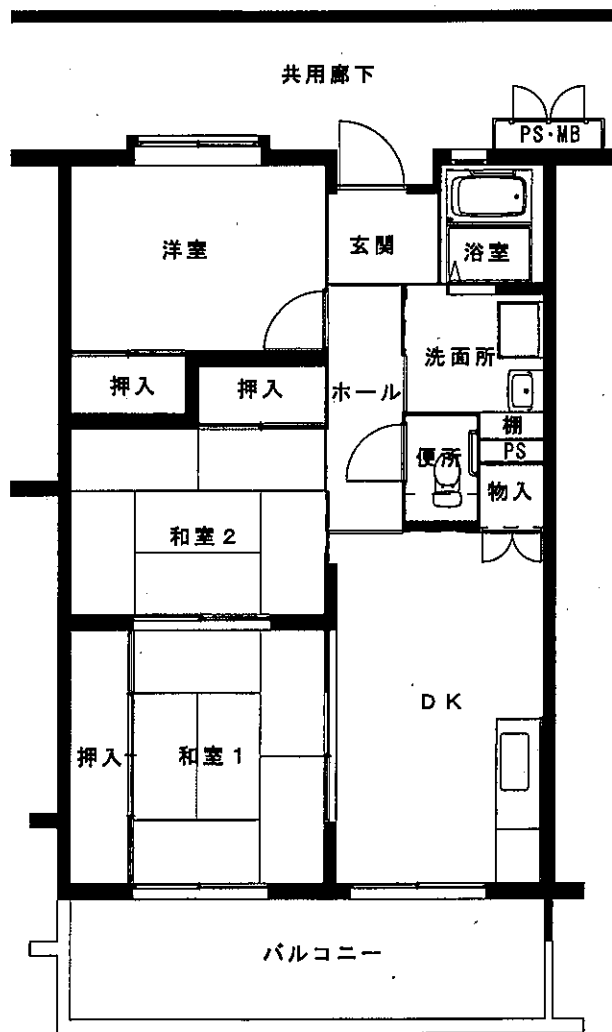 共用廊下
PS･MB
洋室
玄関
浴室
押入
押入
ホール
洗面所
棚
便所
PS
物入
和室２
DK
押入
和室１
バルコニー